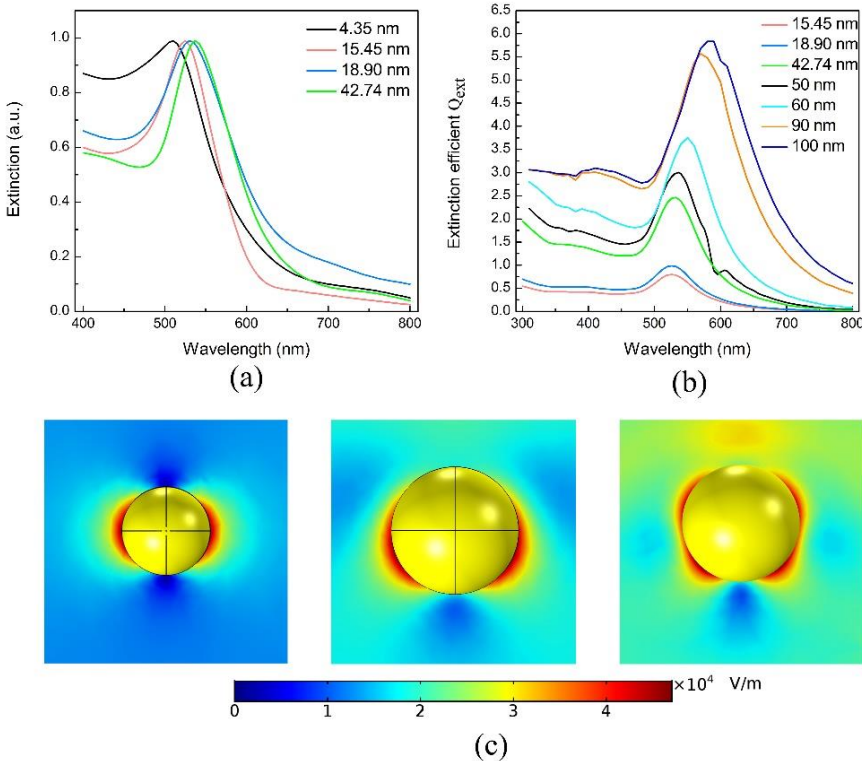 1.0
0.8
0.6
0.4
0.2
0.0
400 500 600 700 800
Extinction (a.u.)
Wavelength (nm)
4.35 nm
15.45 nm
18.90 nm
42.74 nm
(a)
6.5
6.0
5.5
5.0
4.5
4.0
3.5
3.0
2.5
2.0
1.5
1.0
0.5
0.0
300 400 500 600 700 800
Extinction efficient Qext
Wavelength (nm)
15.45 nm
18.90 nm
42.74 nm
50 nm
60 nm
90 nm
100 nm
(b)
×10⁴ V/m
0 1 2 3 4
(c)